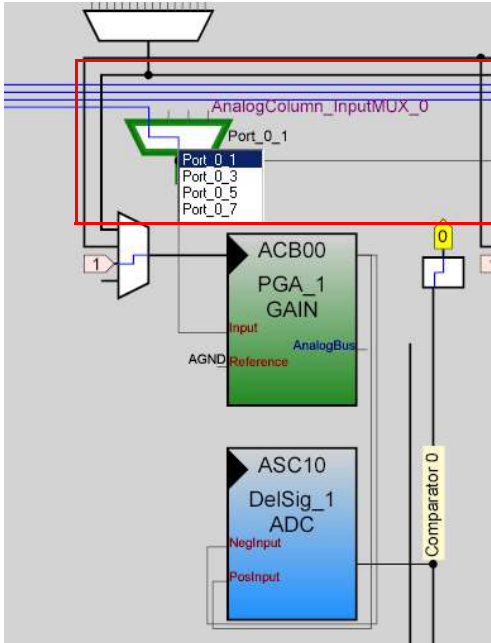 AnalogColumn_InputMUX_0
Port_0_1
Port_0_1
Port_0_3
Port_0_5
Port_0_7
0
1
ACB00
PGA_1
GAIN
Input
AnalogBus
AGND
Reference
ASC10
DelSig_1
ADC
NegInput
PosInput
Comparator 0